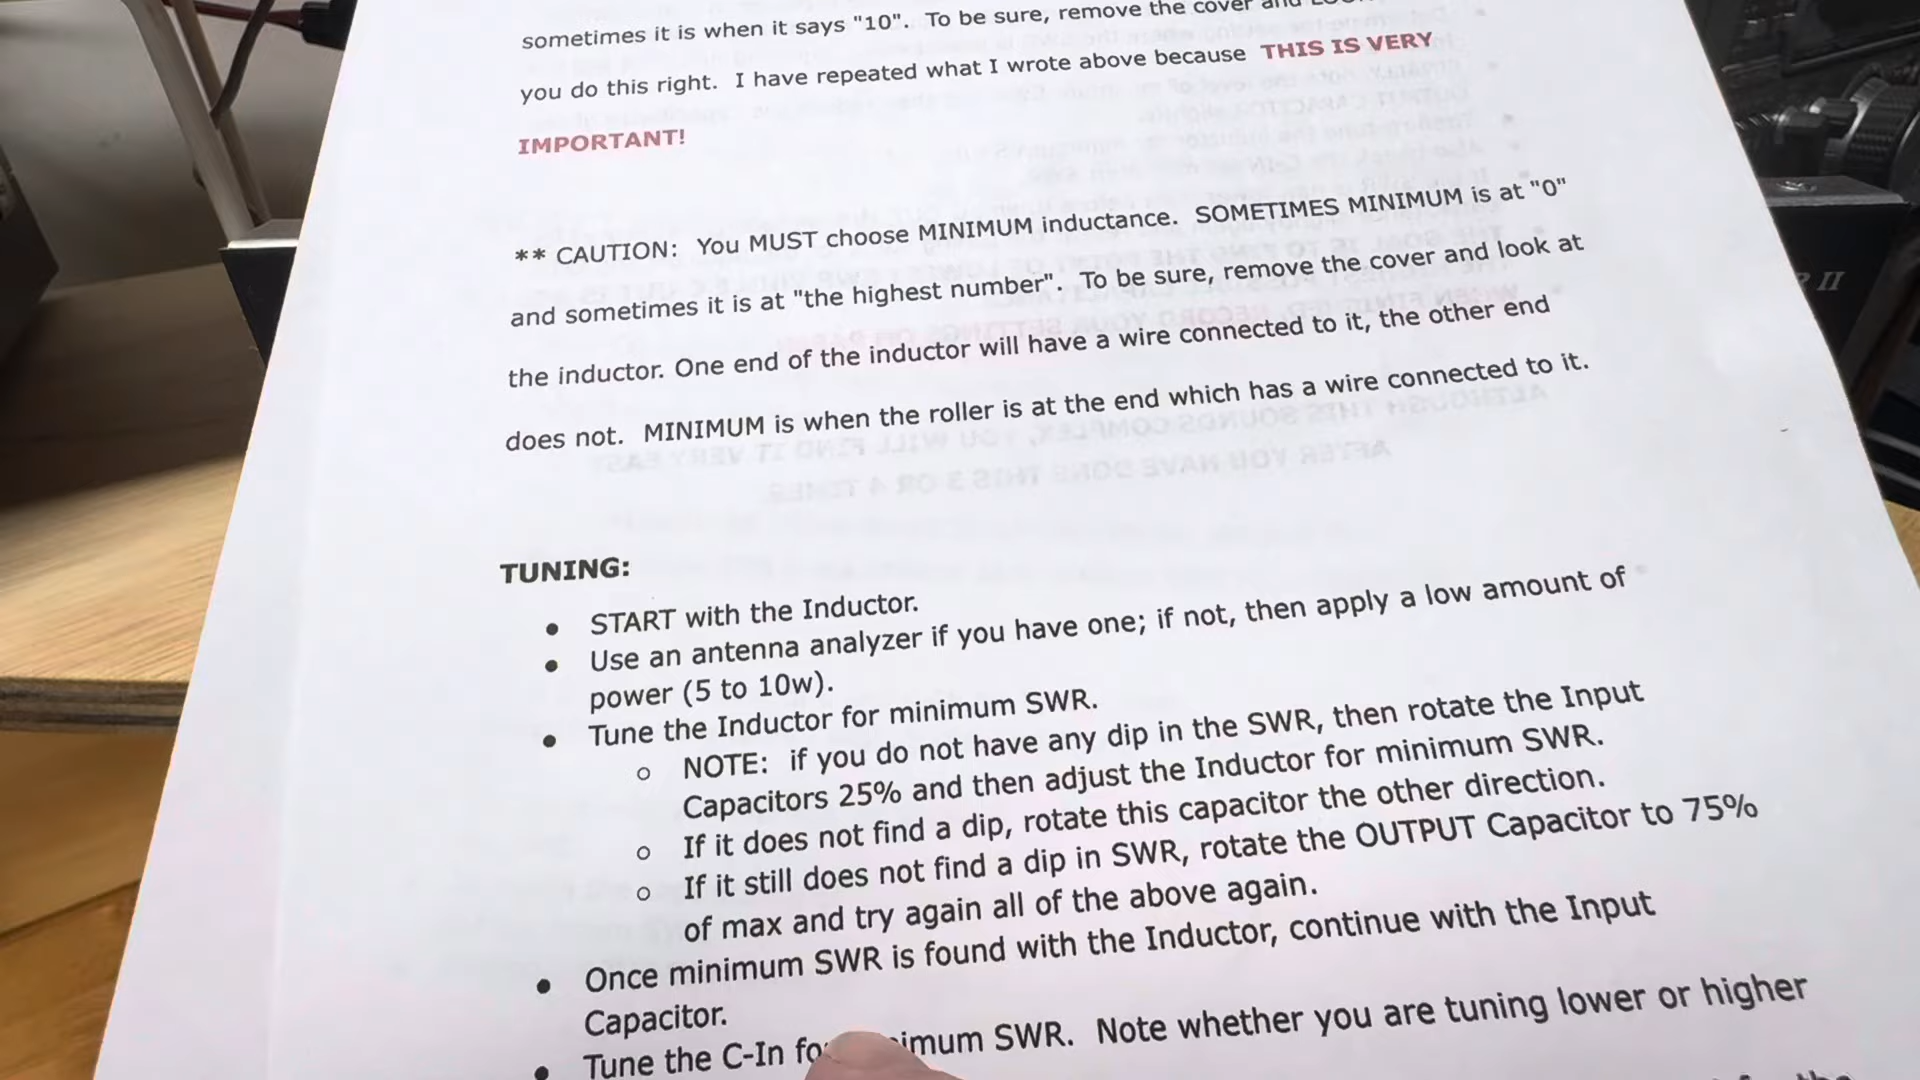 sometimes it is when it says "10". To be sure, remove the cover and
you do this right. I have repeated what I wrote above because THIS IS VERY
IMPORTANT!
** CAUTION: You MUST choose MINIMUM inductance. SOMETIMES MINIMUM is at "0"
and sometimes it is at "the highest number". To be sure, remove the cover and look at
the inductor. One end of the inductor will have a wire connected to it, the other end
does not. MINIMUM is when the roller is at the end which has a wire connected to it.
TUNING:
• START with the Inductor.
• Use an antenna analyzer if you have one; if not, then apply a low amount of
power (5 to 10w).
• Tune the Inductor for minimum SWR.
o NOTE: if you do not have any dip in the SWR, then rotate the Input
Capacitors 25% and then adjust the Inductor for minimum SWR.
o If it does not find a dip, rotate this capacitor the other direction.
o If it still does not find a dip in SWR, rotate the OUTPUT Capacitor to 75%
of max and try again all of the above again.
• Once minimum SWR is found with the Inductor, continue with the Input
Capacitor.
• Tune the C-In SWR. Note whether you are tuning lower or higher
II